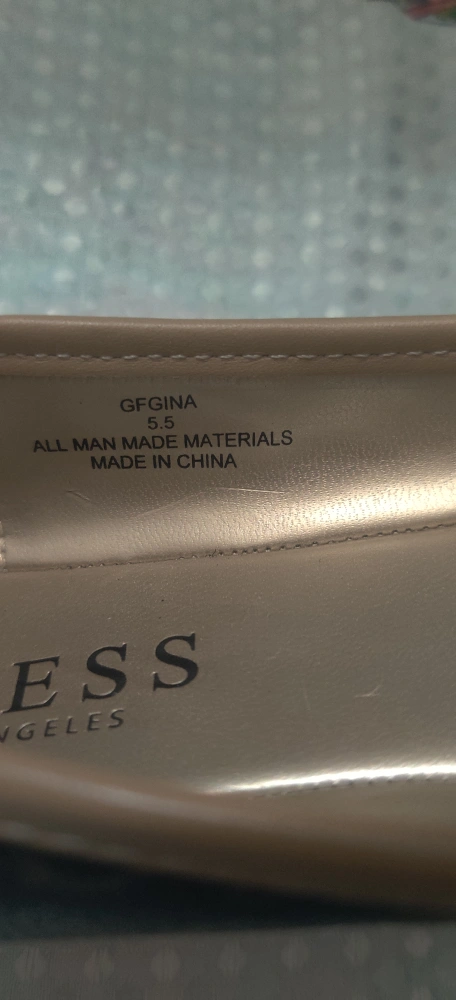 GFGINA
5.5
ALL MAN MADE MATERIALS
MADE IN CHINA
ESS
NGELES